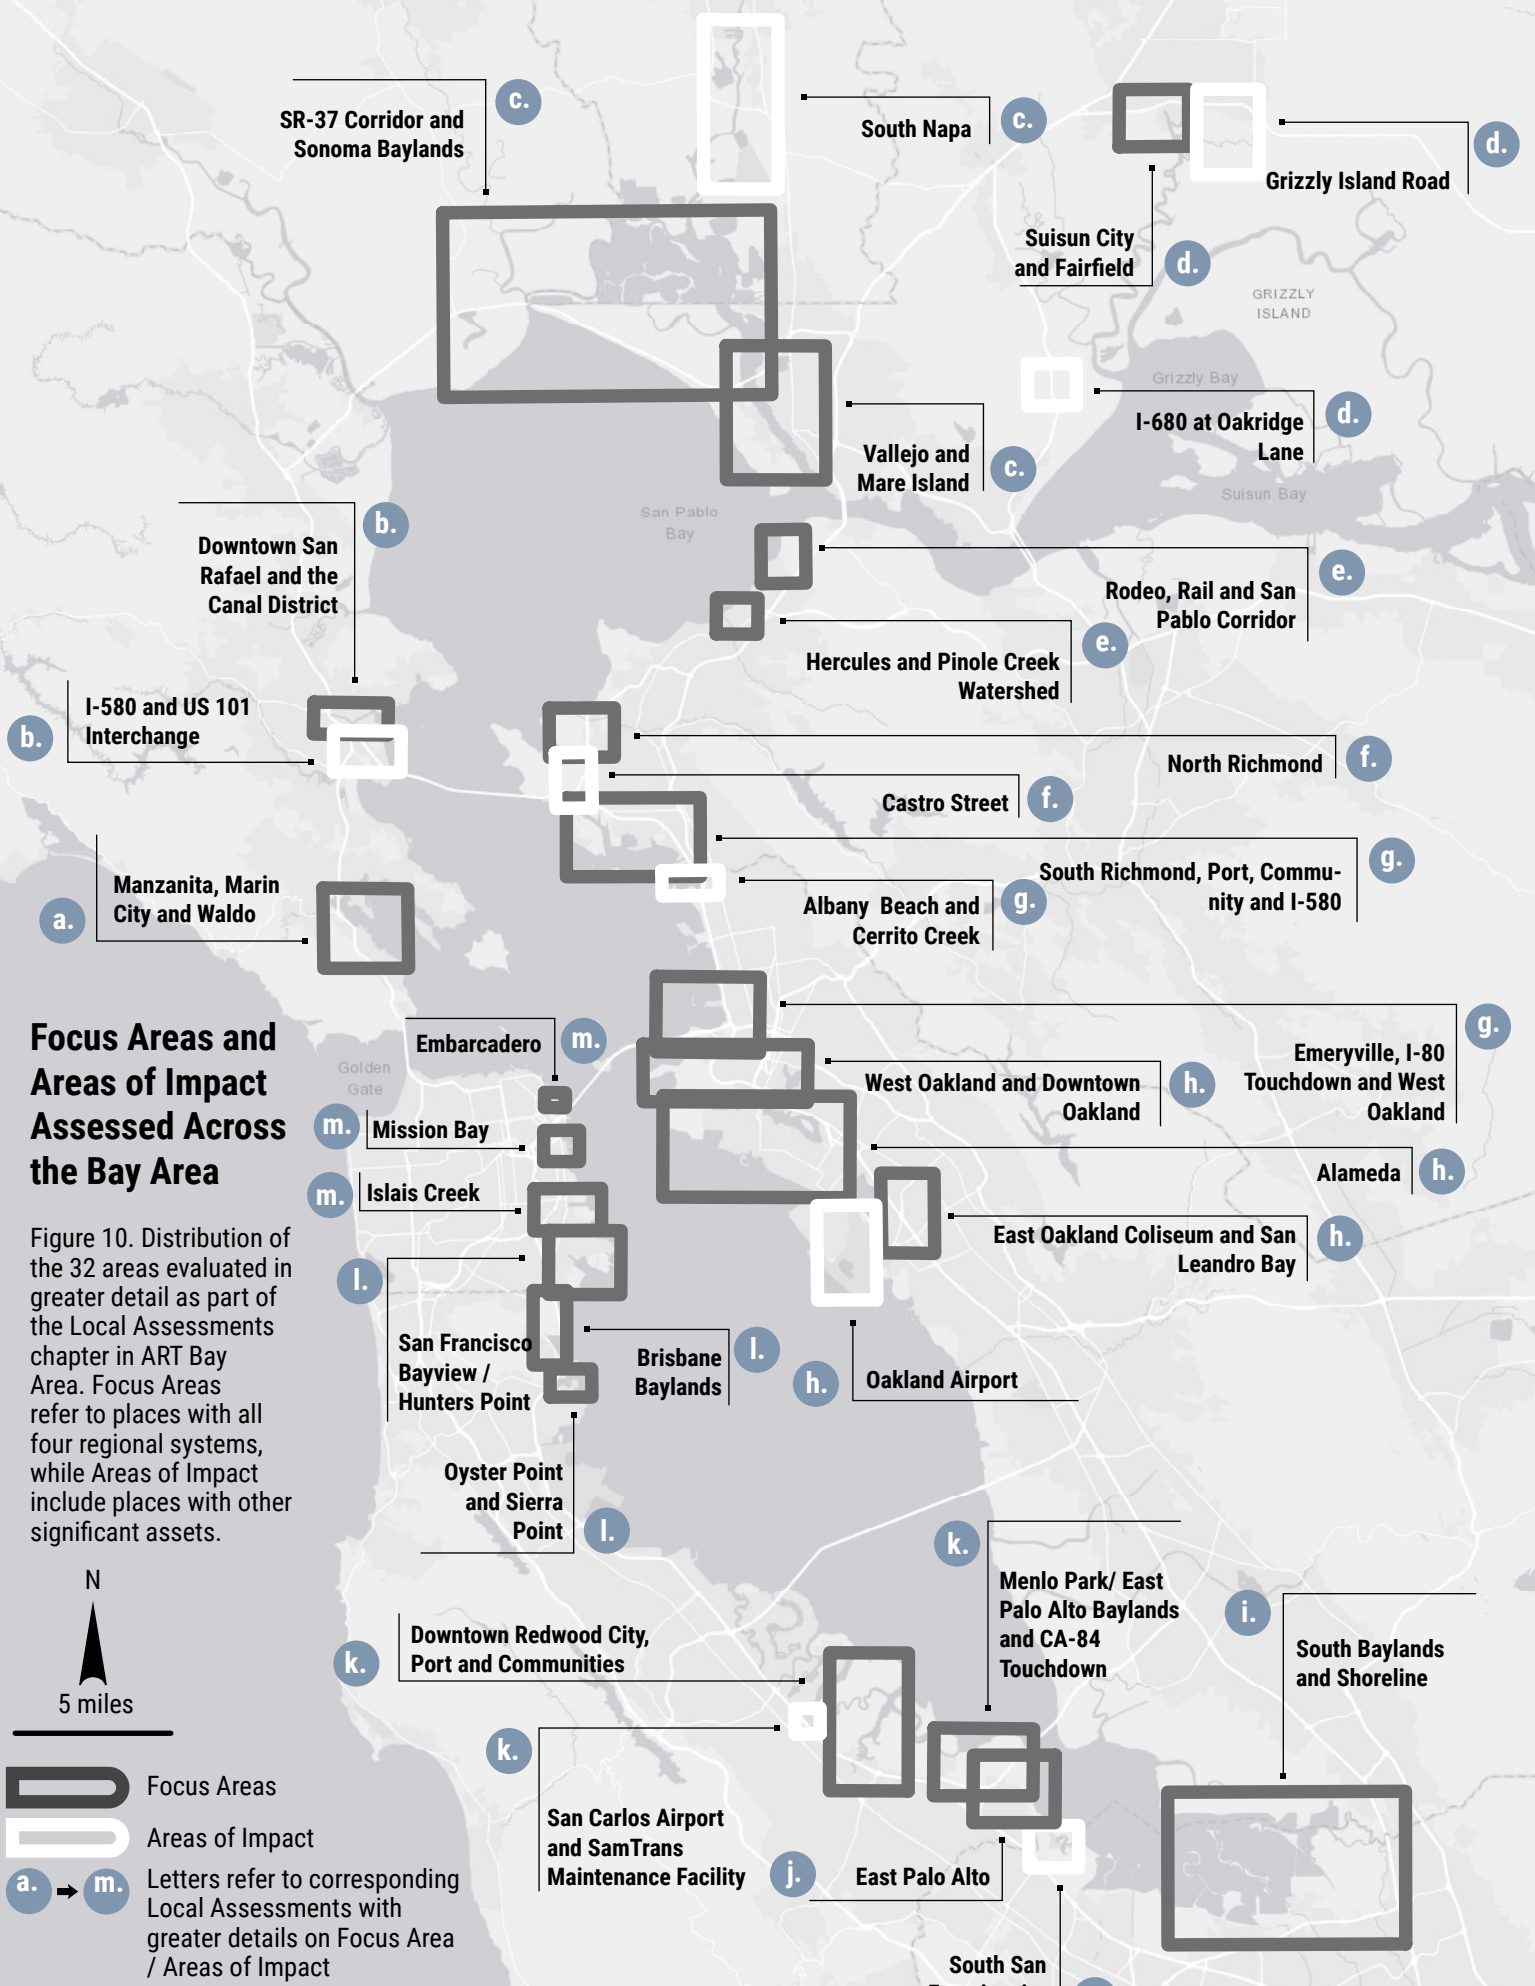 c.
SR-37 Corridor and
Sonoma Baylands
South Napa
c.
d.
Grizzly Island Road
Suisun City
and Fairfield
d.
GRIZZLY
ISLAND
Grizzly Bay
I-680 at Oakridge
Lane
d.
Vallejo and
Mare Island
c.
Suisun Bay
San Pablo
Bay
b.
Downtown San
Rafael and the
Canal District
Rodeo, Rail and San
Pablo Corridor
e.
Hercules and Pinole Creek
Watershed
e.
b.
I-580 and US 101
Interchange
North Richmond
f.
Castro Street
f.
South Richmond, Port, Commu-
nity and I-580
g.
Albany Beach and
Cerrito Creek
g.
a.
Manzanita, Marin
City and Waldo
Focus Areas and
Areas of Impact
Assessed Across
the Bay Area
Golden
Gate
Embarcadero
m.
Emeryville, I-80
Touchdown and West
Oakland
g.
West Oakland and Downtown
Oakland
h.
m.
Mission Bay
Alameda
h.
m.
Islais Creek
East Oakland Coliseum and San
Leandro Bay
h.
Figure 10. Distribution of
the 32 areas evaluated in
greater detail as part of
the Local Assessments
chapter in ART Bay
Area. Focus Areas
refer to places with all
four regional systems,
while Areas of Impact
include places with other
significant assets.
l.
San Francisco
Bayview /
Hunters Point
Brisbane
Baylands
l.
h.
Oakland Airport
Oyster Point
and Sierra
Point
l.
k.
Menlo Park/ East
Palo Alto Baylands
and CA-84
Touchdown
i.
South Baylands
and Shoreline
N
5 miles
k.
Downtown Redwood City,
Port and Communities
k.
San Carlos Airport
and SamTrans
Maintenance Facility
j.
East Palo Alto
South San
Focus Areas
Areas of Impact
a.
m.
Letters refer to corresponding
Local Assessments with
greater details on Focus Area
/ Areas of Impact